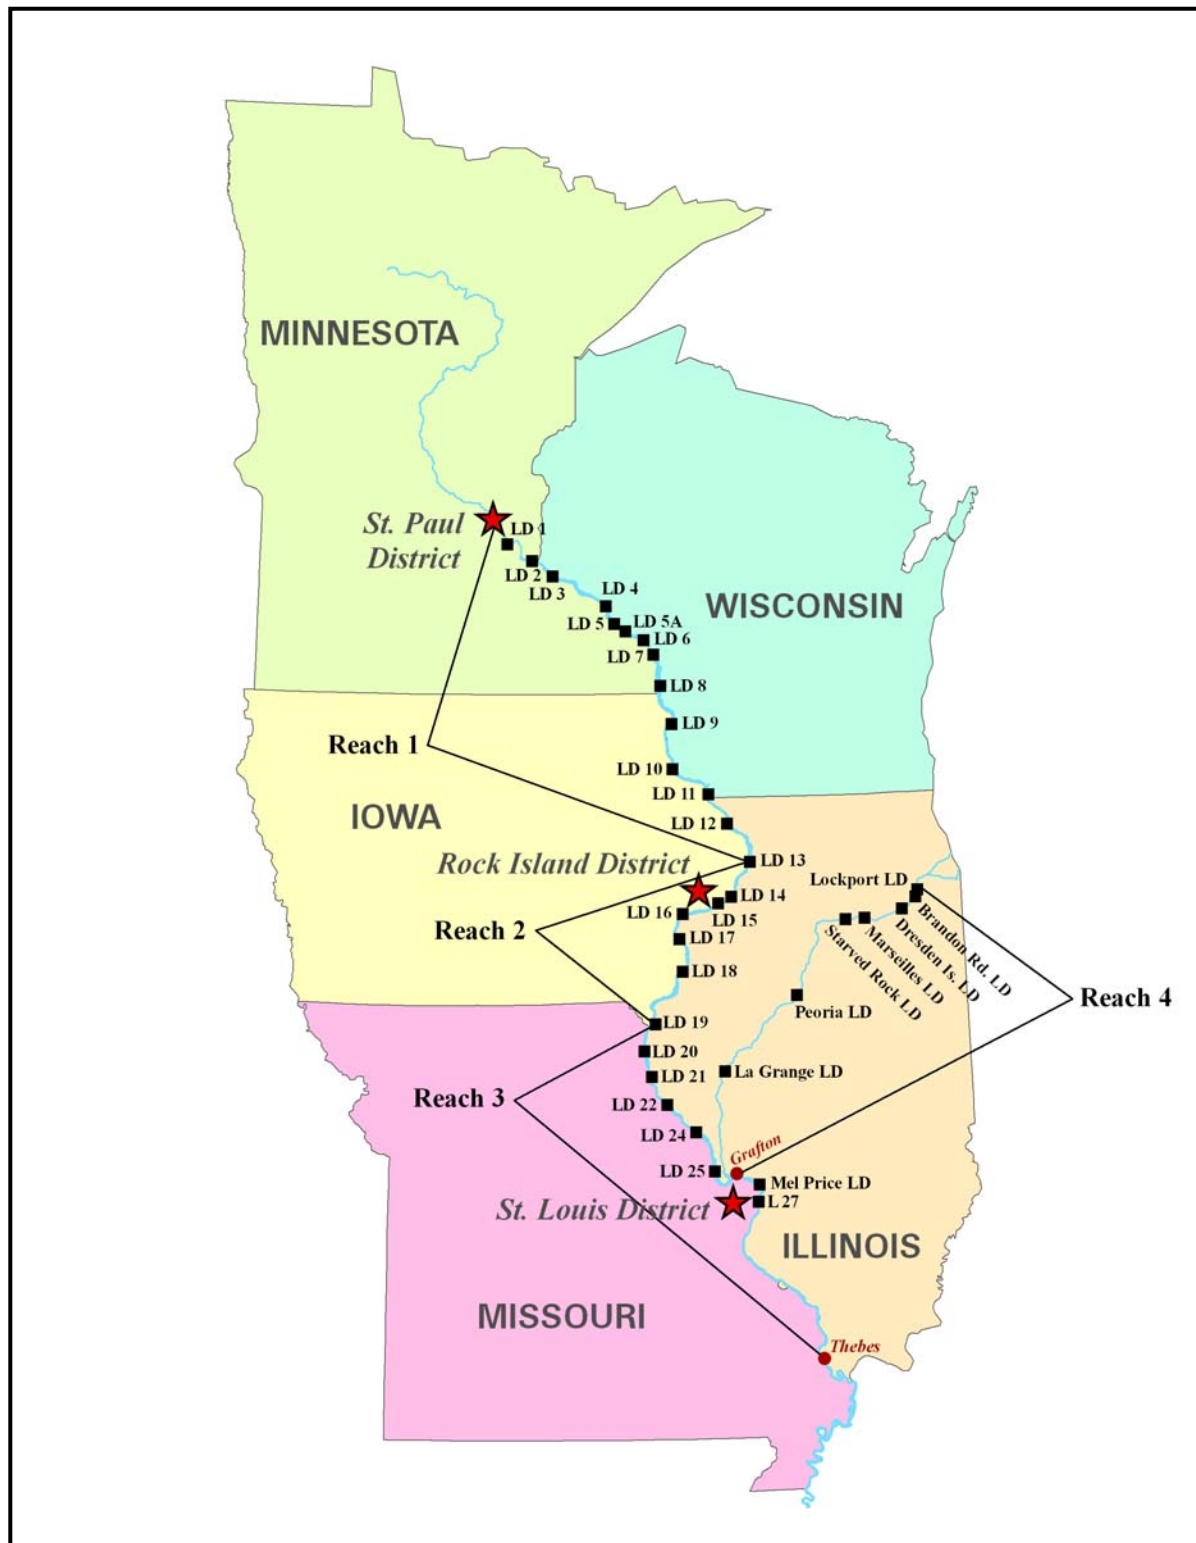 MINNESOTA
St. Paul
District
LD 1
LD 2
LD 3
LD 4
LD 5
LD 5A
LD 6
LD 7
WISCONSIN
LD 8
LD 9
Reach 1
LD 10
LD 11
IOWA
LD 12
Rock Island District
LD 13
Lockport LD
LD 14
LD 15
LD 16
Reach 2
LD 17
Brandon Rd. LD
Dresden Is. LD
Marseilles LD
Starved Rock LD
LD 18
Reach 4
Peoria LD
LD 19
LD 20
La Grange LD
LD 21
Reach 3
LD 22
LD 24
Grafton
LD 25
Mel Price LD
L 27
St. Louis District
ILLINOIS
MISSOURI
Thebes